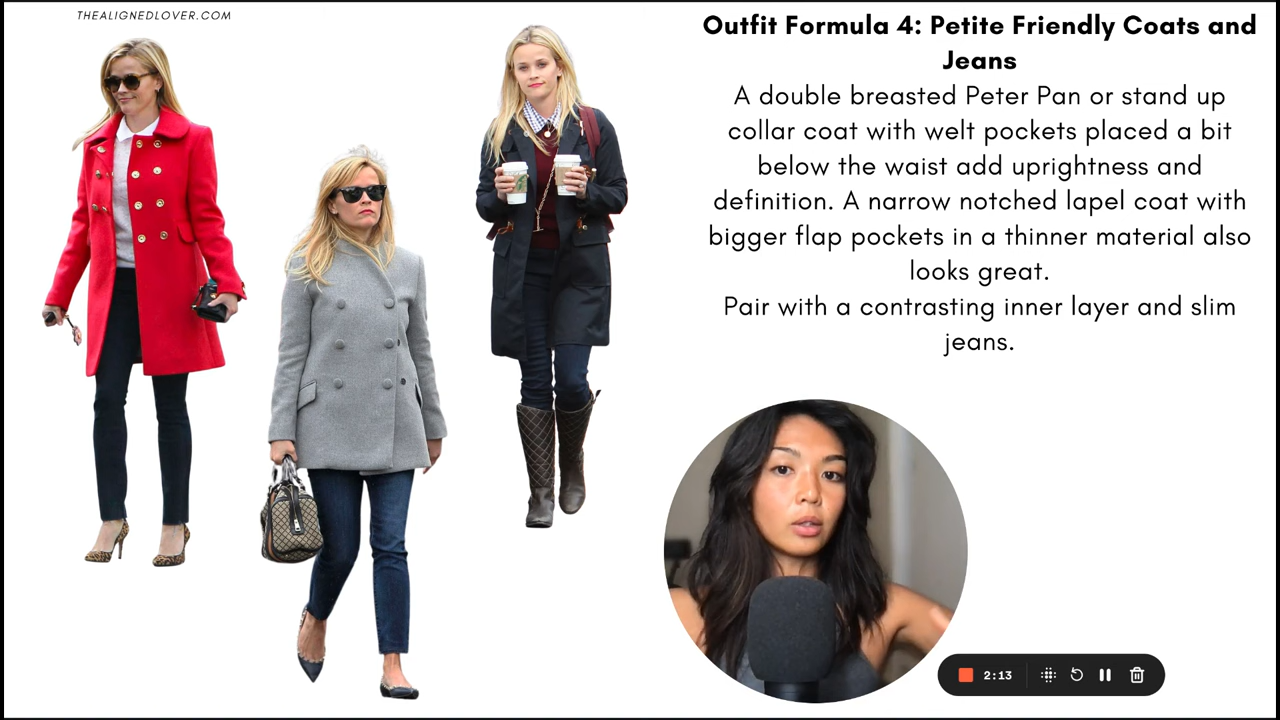 THEALIGNEDLOVER.COM
Outfit Formula 4: Petite Friendly Coats and
Jeans
A double breasted Peter Pan or stand up
collar coat with welt pockets placed a bit
below the waist add uprightness and
definition. A narrow notched lapel coat with
bigger flap pockets in a thinner material also
looks great.
Pair with a contrasting inner layer and slim
jeans.
2:13